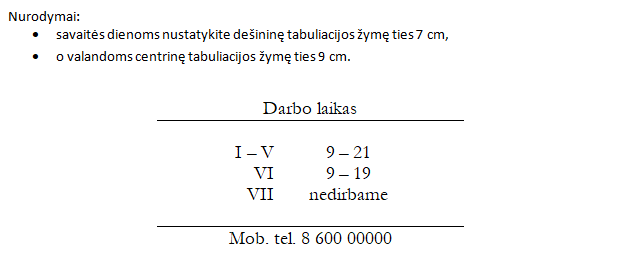 Nurodymai:
• savaitės dienoms nustatykite dešininę tabuliacijos žymę ties 7 cm,
• o valandoms centrinę tabuliacijos žymę ties 9 cm.
Darbo laikas
I – V 9 – 21
VI 9 – 19
VII nedirbame
Mob. tel. 8 600 00000